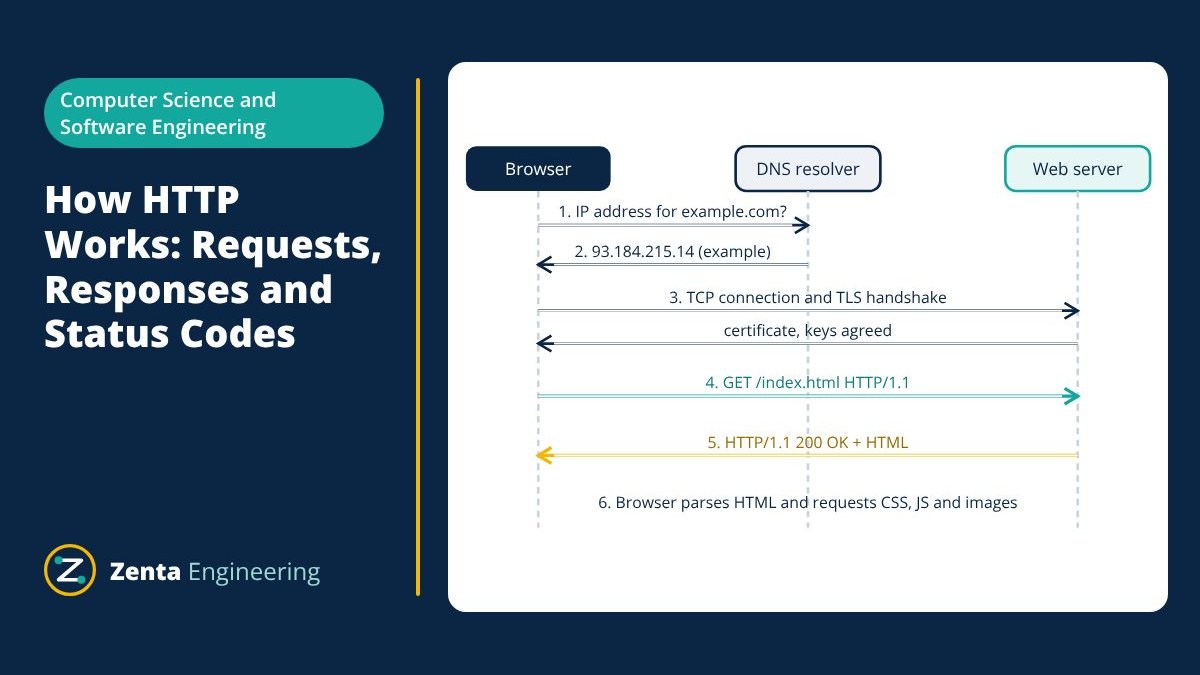 Computer Science and
Software Engineering
How HTTP
Works: Requests,
Responses and
Status Codes
Zenta Engineering
Browser
DNS resolver
Web server
1. IP address for example.com?
2. 93.184.215.14 (example)
3. TCP connection and TLS handshake
certificate, keys agreed
4. GET /index.html HTTP/1.1
5. HTTP/1.1 200 OK + HTML
6. Browser parses HTML and requests CSS, JS and images